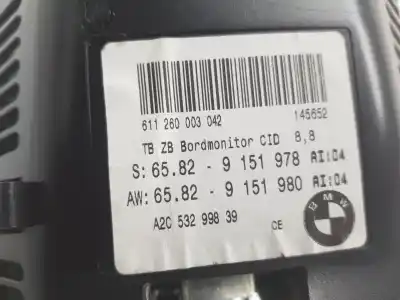 611 260 003 042 145652
TB ZB Bordmonitor CID 8,8
S: 65.82 - 9 151 978 AI:04
AW: 65.82 - 9 151 980 AI:04
A2C 532 998 39 CE
BMW